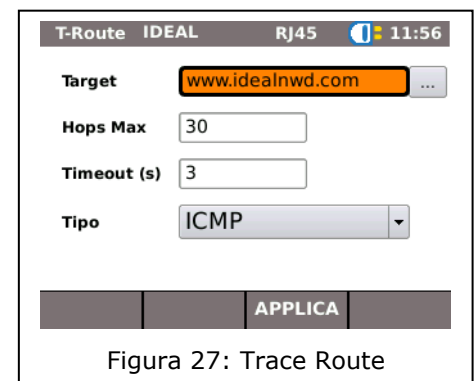 T-Route IDEAL RJ45 11:56
Target www.idealnwd.com ...
Hops Max 30
Timeout (s) 3
Tipo ICMP
APPLICA
Figura 27: Trace Route